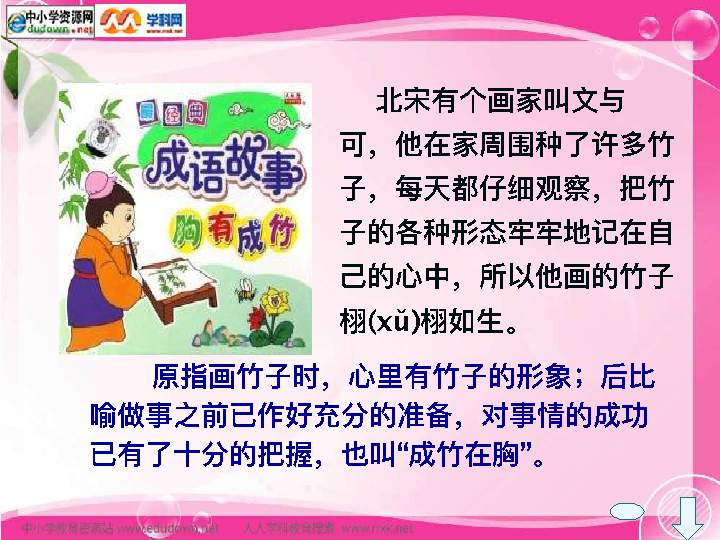 中小学资源网
edudown.net
学科网
www.nxk.net
最经典
成语故事
胸有成竹
北宋有个画家叫文与
可，他在家周围种了许多竹
子，每天都仔细观察，把竹
子的各种形态牢牢地记在自
己的心中，所以他画的竹子
栩(xǔ)栩如生。
原指画竹子时，心里有竹子的形象；后比
喻做事之前已作好充分的准备，对事情的成功
已有了十分的把握，也叫“成竹在胸”。
中小学教育资源站 www.edudown.net 人人学科教育搜索 www.nxk.net